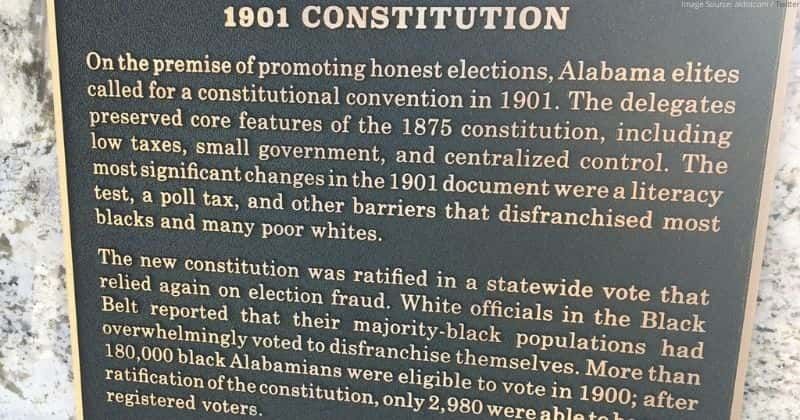 Image Source: aldotcom / Twitter
1901 CONSTITUTION
On the premise of promoting honest elections, Alabama elites
called for a constitutional convention in 1901. The delegates
preserved core features of the 1875 constitution, including
low taxes, small government, and centralized control. The
most significant changes in the 1901 document were a literacy
test, a poll tax, and other barriers that disfranchised most
blacks and many poor whites.
The new constitution was ratified in a statewide vote that
relied again on election fraud. White officials in the Black
Belt reported that their majority-black populations had
overwhelmingly voted to disfranchise themselves. More than
180,000 black Alabamians were eligible to vote in 1900; after
ratification of the constitution, only 2,980 were able to
registered voters.